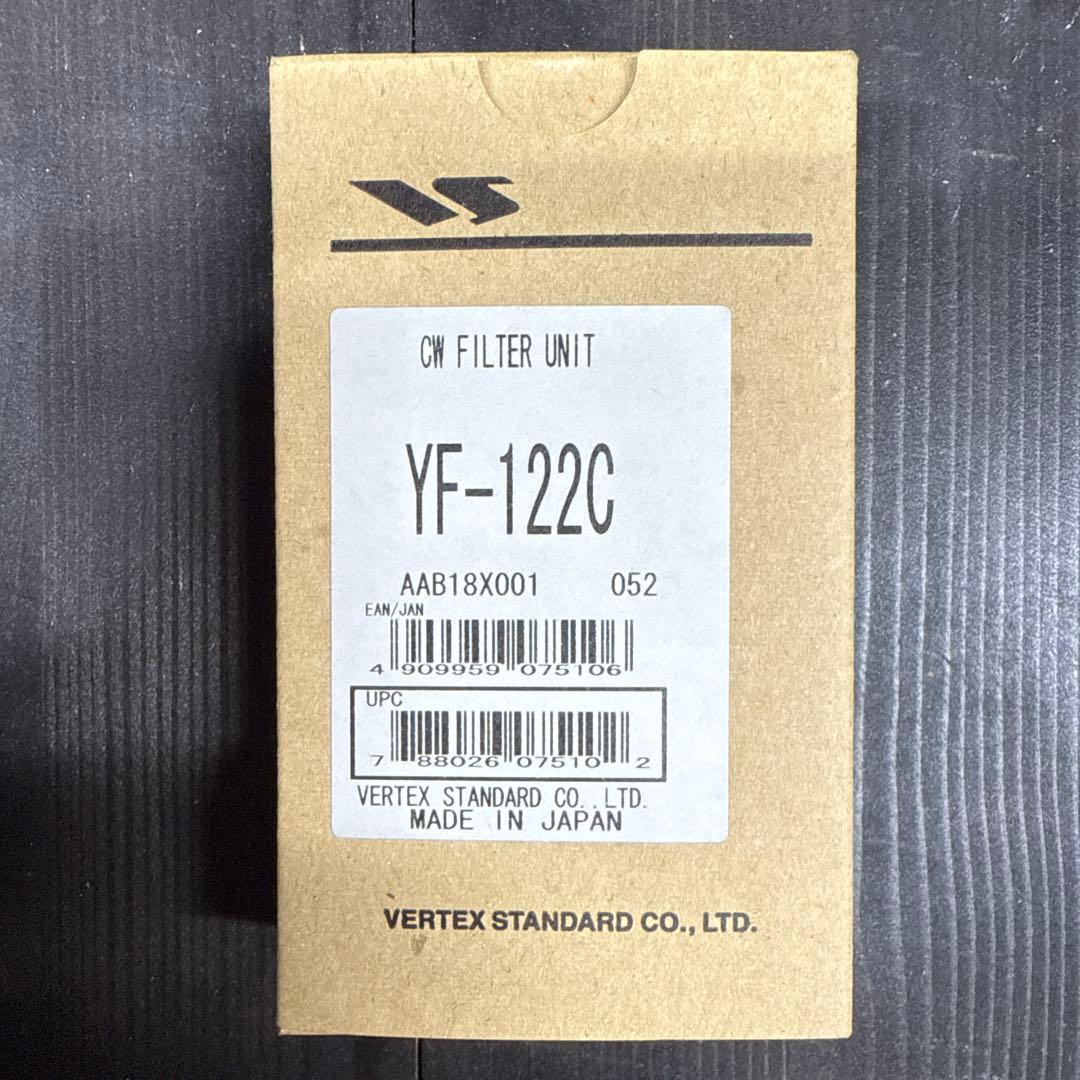 VS
CW FILTER UNIT
YF-122C
AAB18X001 052
EAN/JAN
4 909959 075106
UPC
7 88026 07510 2
VERTEX STANDARD CO.,LTD.
MADE IN JAPAN
VERTEX STANDARD CO., LTD.